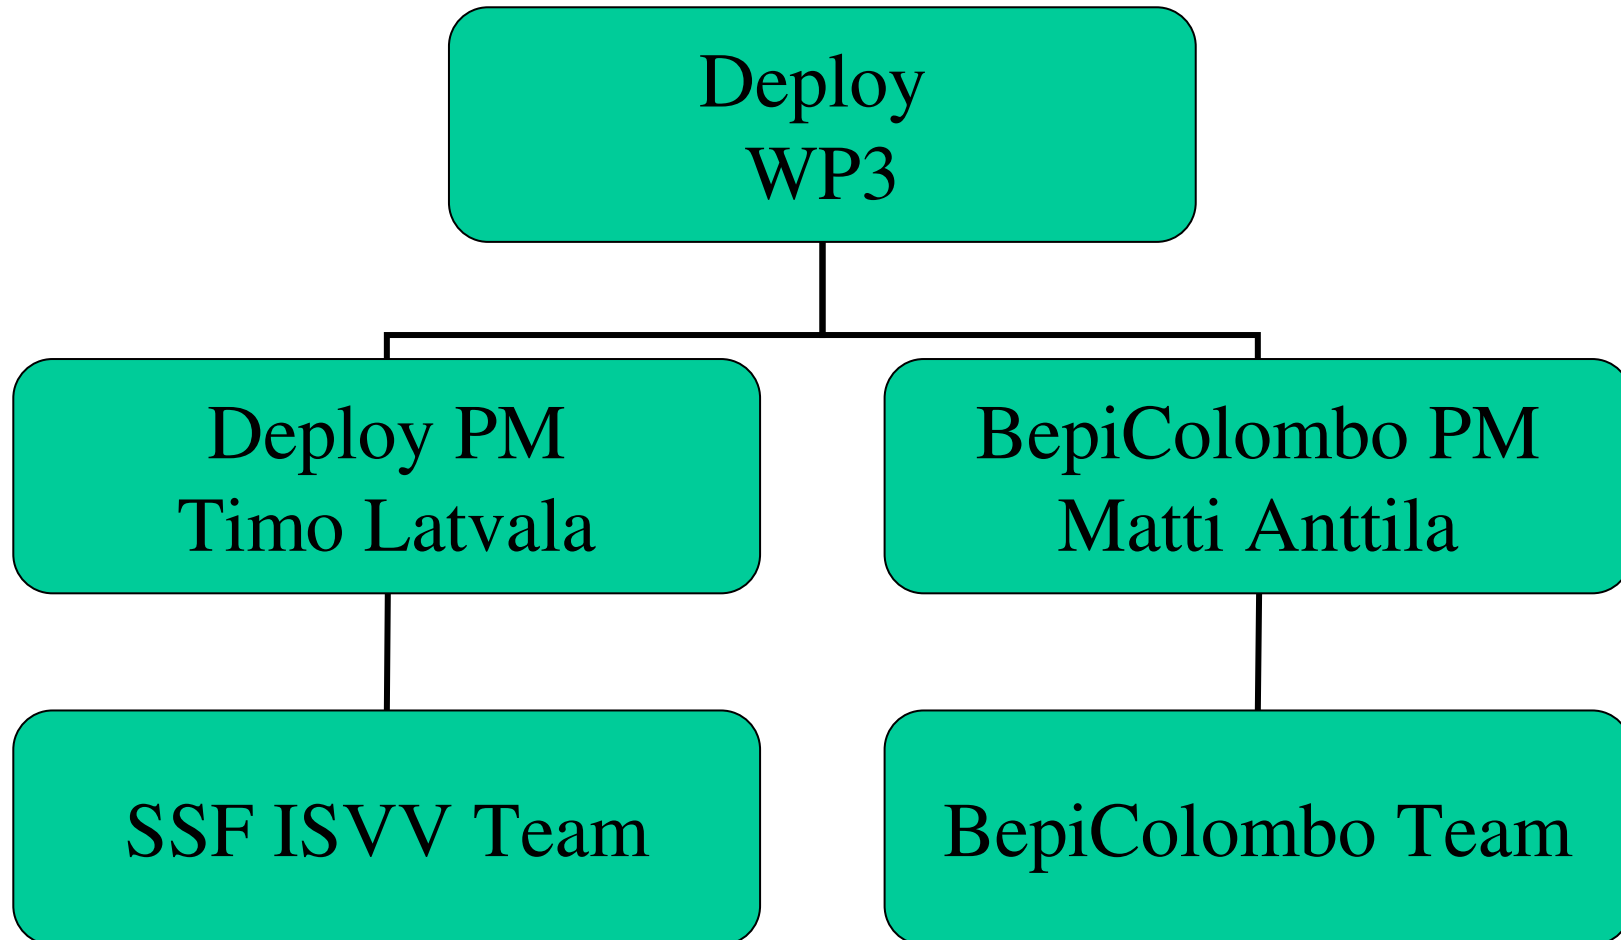 Deploy
WP3
Deploy PM
Timo Latvala
BepiColombo PM
Matti Anttila
SSF ISVV Team
BepiColombo Team